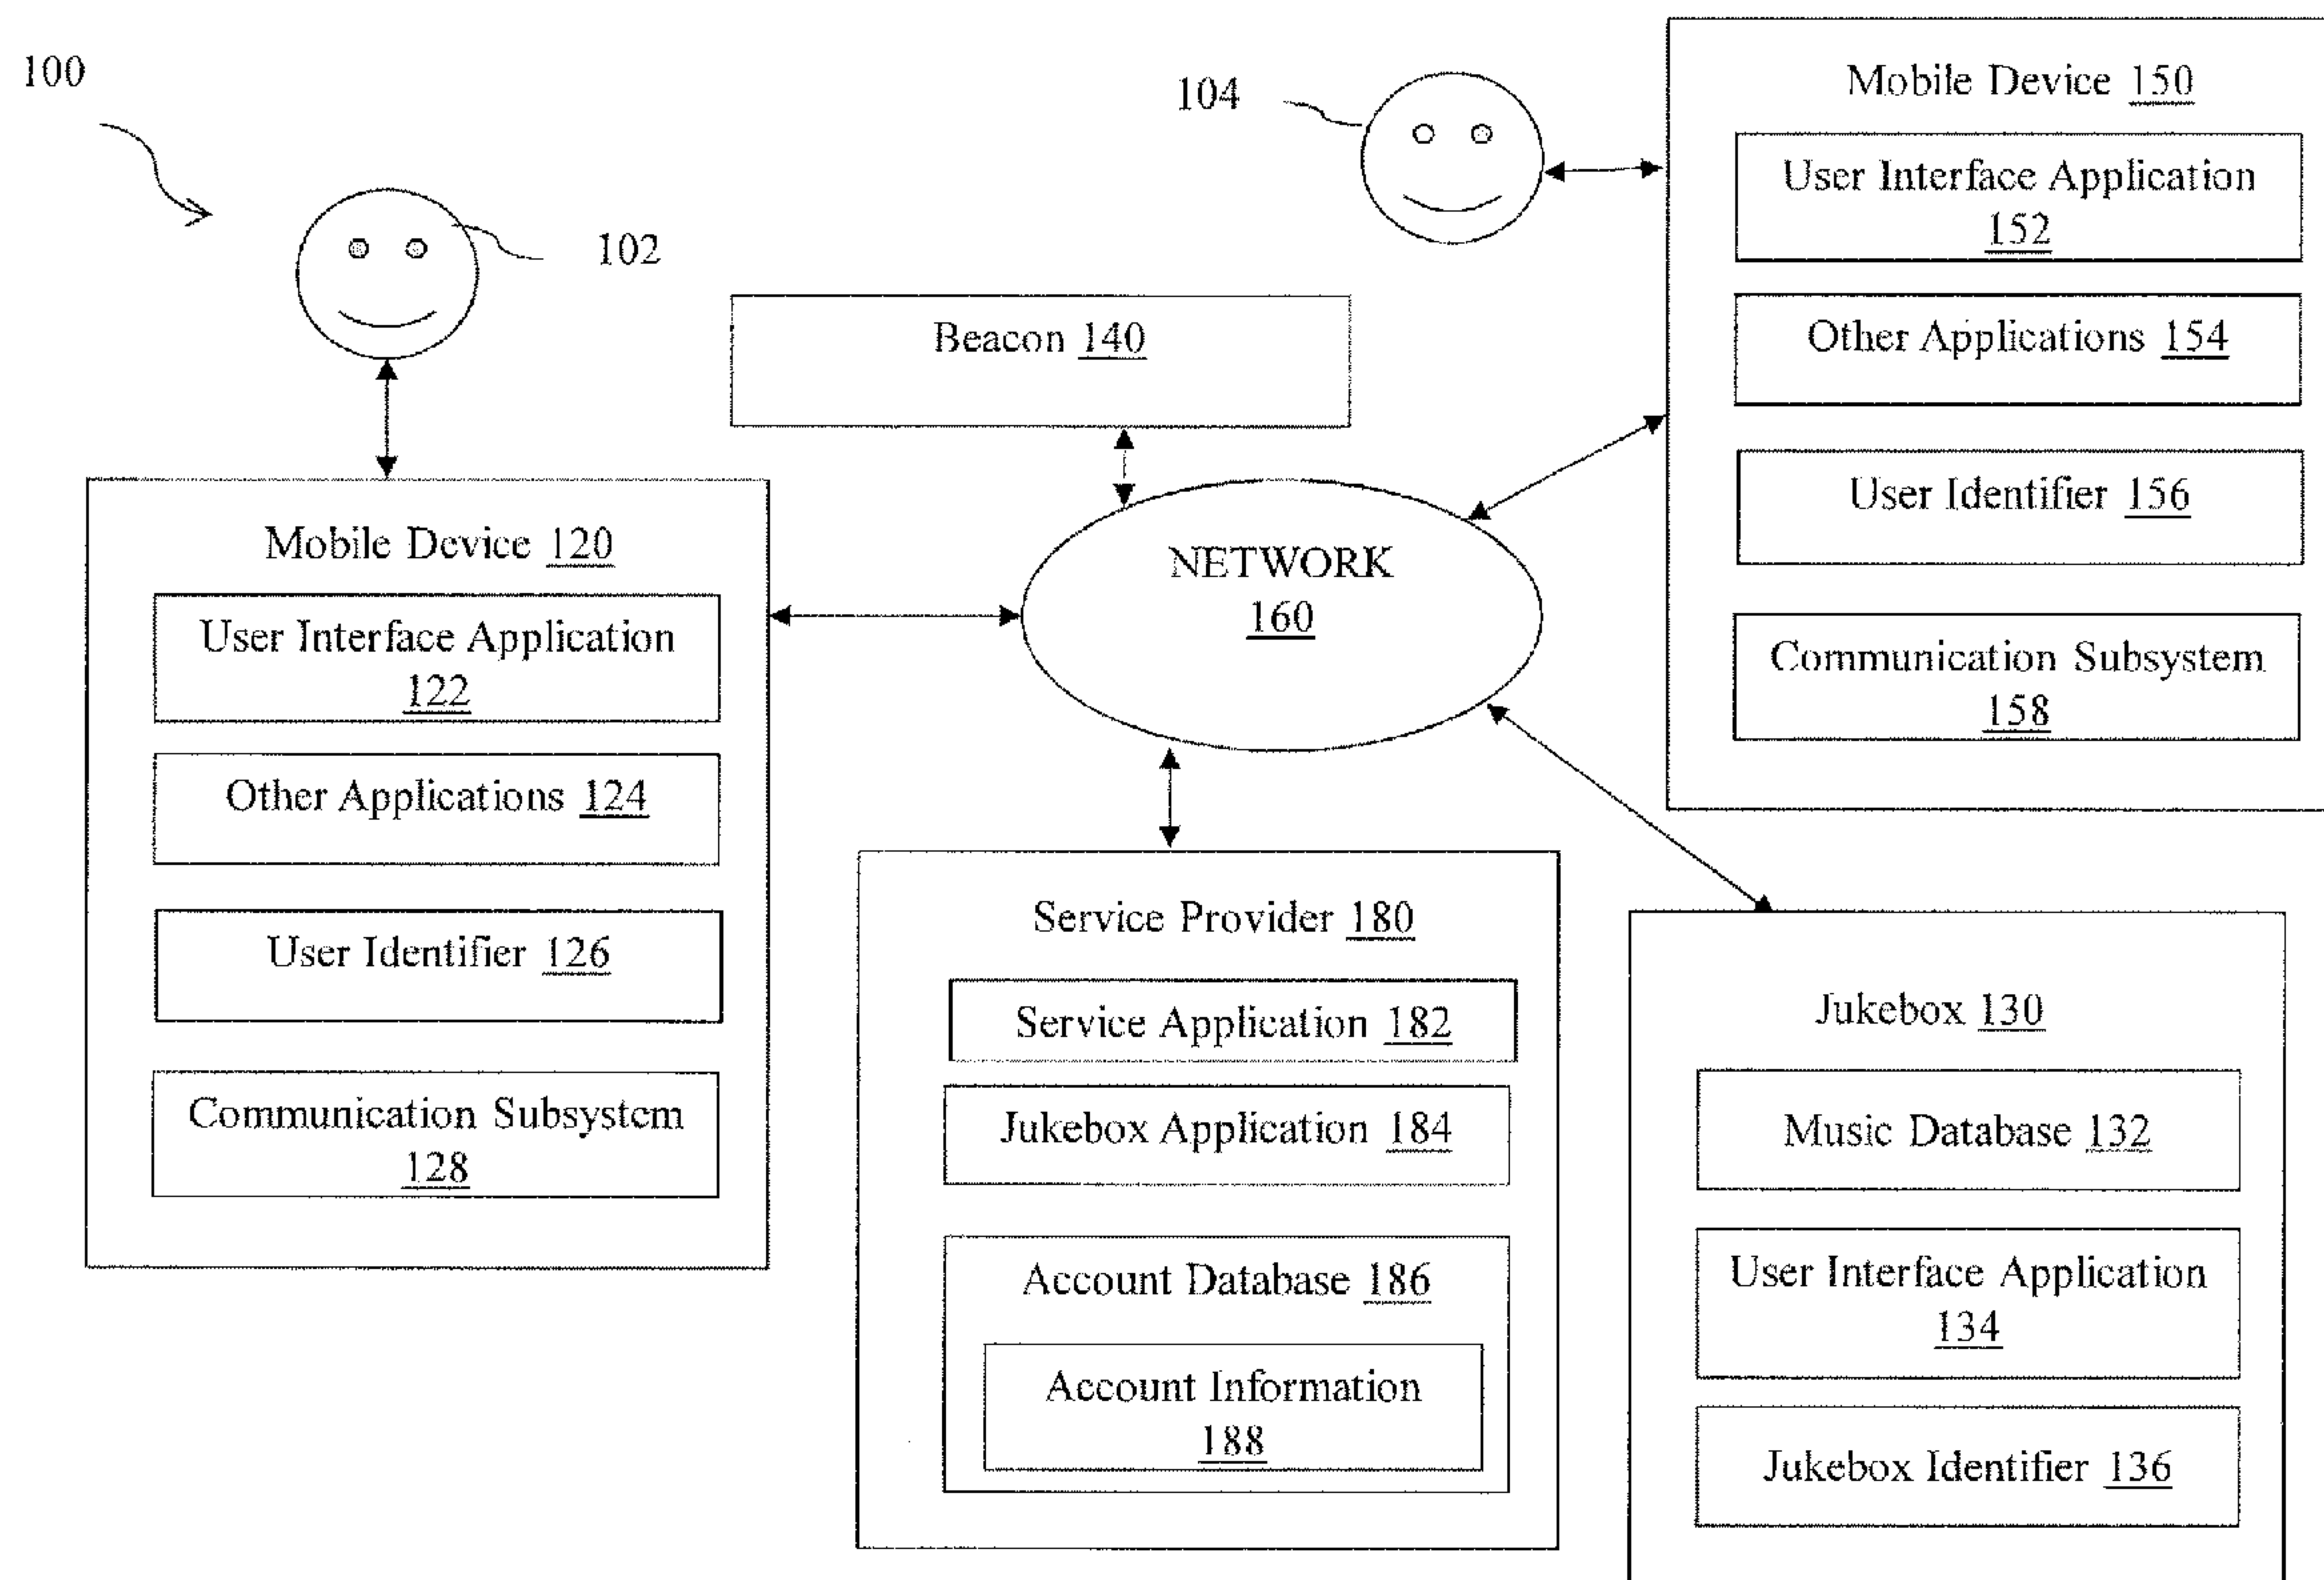 100
102
104
Beacon 140
Mobile Device 150
User Interface Application
152
Other Applications 154
User Identifier 156
Communication Subsystem
158
Mobile Device 120
User Interface Application
122
Other Applications 124
User Identifier 126
Communication Subsystem
128
NETWORK
160
Service Provider 180
Service Application 182
Jukebox Application 184
Account Database 186
Account Information
188
Jukebox 130
Music Database 132
User Interface Application
134
Jukebox Identifier 136